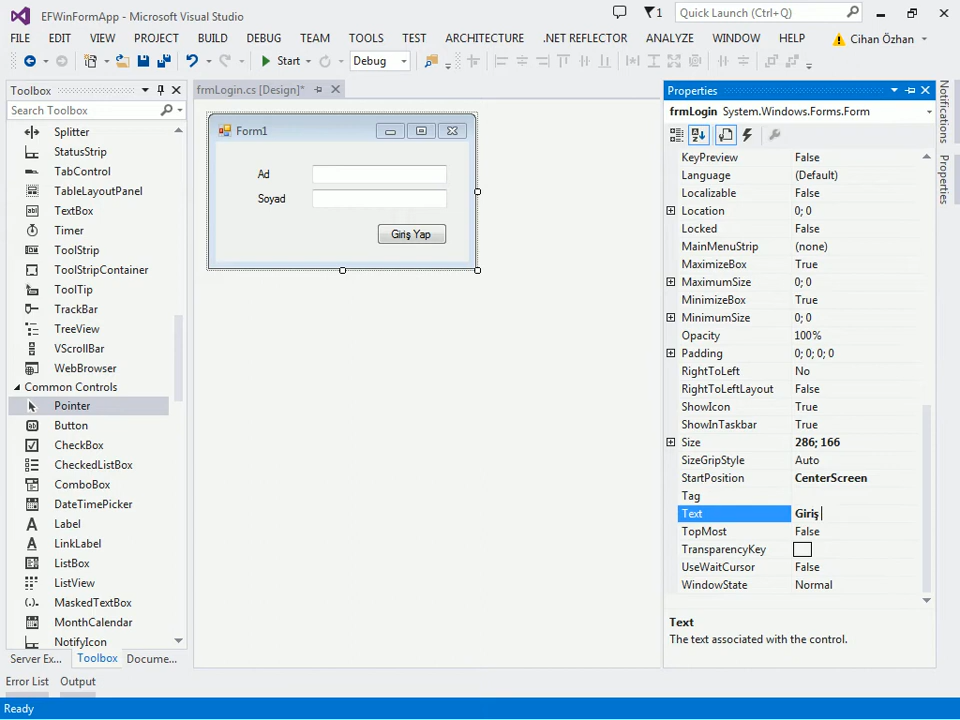 EFWinFormApp - Microsoft Visual Studio
1
Quick Launch (Ctrl+Q)
FILE EDIT VIEW PROJECT BUILD DEBUG TEAM TOOLS TEST ARCHITECTURE .NET REFLECTOR ANALYZE WINDOW HELP Cihan Özhan
Start Debug
Toolbox
Search Toolbox
Splitter
StatusStrip
TabControl
TableLayoutPanel
TextBox
Timer
ToolStrip
ToolStripContainer
ToolTip
TrackBar
TreeView
VScrollBar
WebBrowser
Common Controls
Pointer
Button
CheckBox
CheckedListBox
ComboBox
DateTimePicker
Label
LinkLabel
ListBox
ListView
MaskedTextBox
MonthCalendar
NotifyIcon
Server Ex... Toolbox Docume...
frmLogin.cs [Design]*
Form1
Ad
Soyad
Giriş Yap
Properties
frmLogin System.Windows.Forms.Form
KeyPreview False
Language (Default)
Localizable False
Location 0; 0
Locked False
MainMenuStrip (none)
MaximizeBox True
MaximumSize 0; 0
MinimizeBox True
MinimumSize 0; 0
Opacity 100%
Padding 0; 0; 0; 0
RightToLeft No
RightToLeftLayout False
ShowIcon True
ShowInTaskbar True
Size 286; 166
SizeGripStyle Auto
StartPosition CenterScreen
Tag
Text Giriş
TopMost False
TransparencyKey
UseWaitCursor False
WindowState Normal
Text
The text associated with the control.
Notifications
Properties
Error List Output
Ready